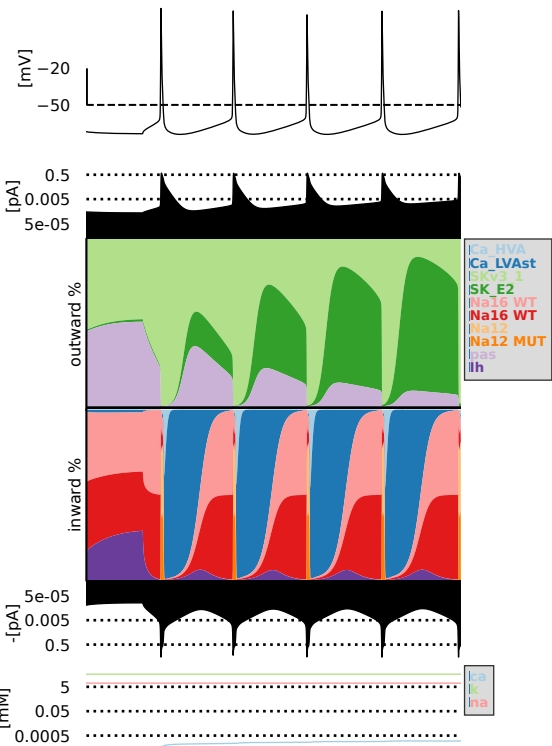 [mV]
−20
−50
[pA]
0.5
0.005
5e-05
outward %
Ca_HVA
Ca_LVAst
SKv3_1
SK_E2
Na16 WT
Na16 WT
Na12
Na12 MUT
pas
Ih
inward %
-[pA]
5e-05
0.005
0.5
[mM]
5
0.05
0.0005
ca
k
na